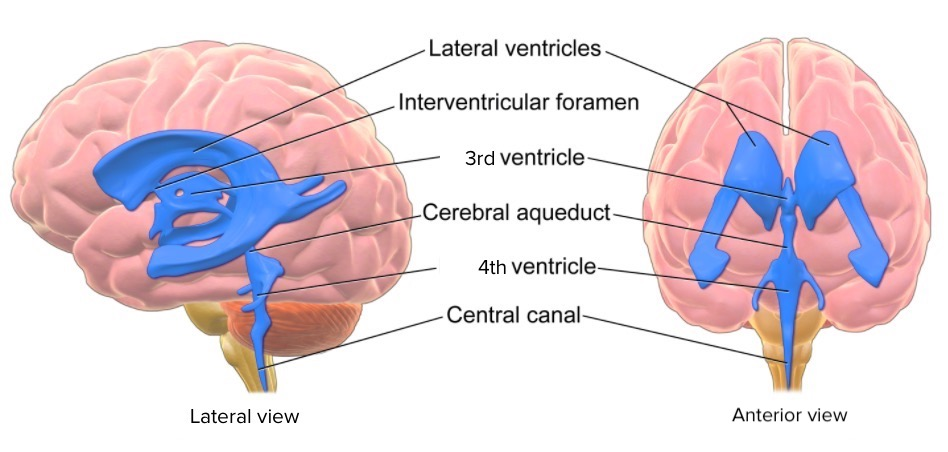 Lateral ventricles
Interventricular foramen
3rd ventricle
Cerebral aqueduct
4th ventricle
Central canal
Lateral view
Anterior view